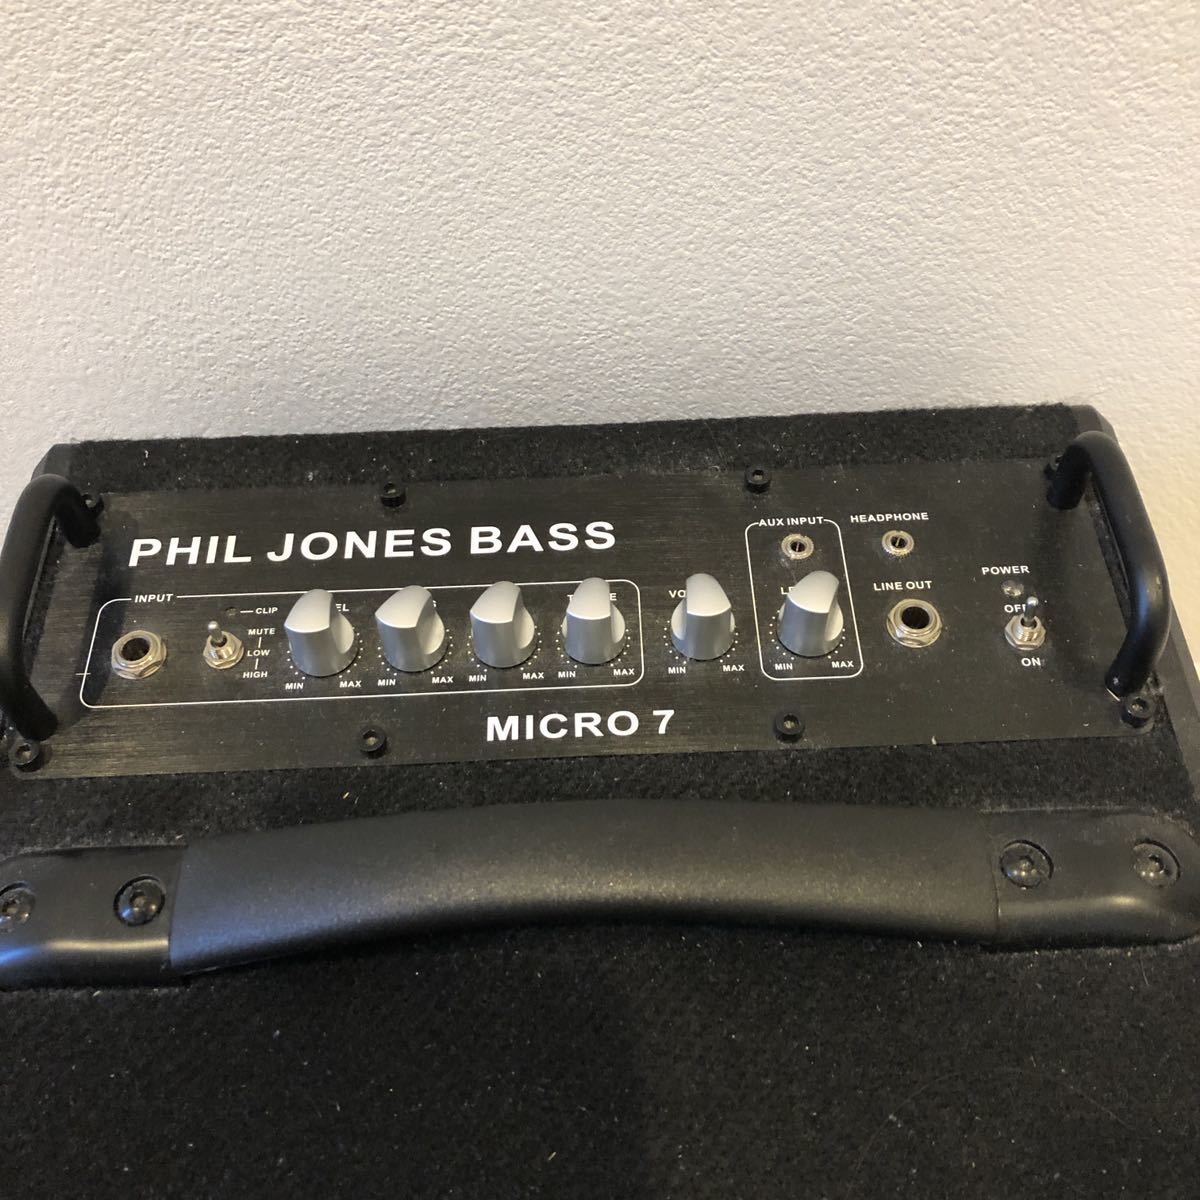 PHIL JONES BASS
AUX INPUT
HEADPHONE
INPUT
CLIP
MUTE
LOW
HIGH
LINE OUT
POWER
OFF
ON
MIN MAX
MIN MAX
MIN MAX
MIN MAX
MIN MAX
MIN MAX
MICRO 7